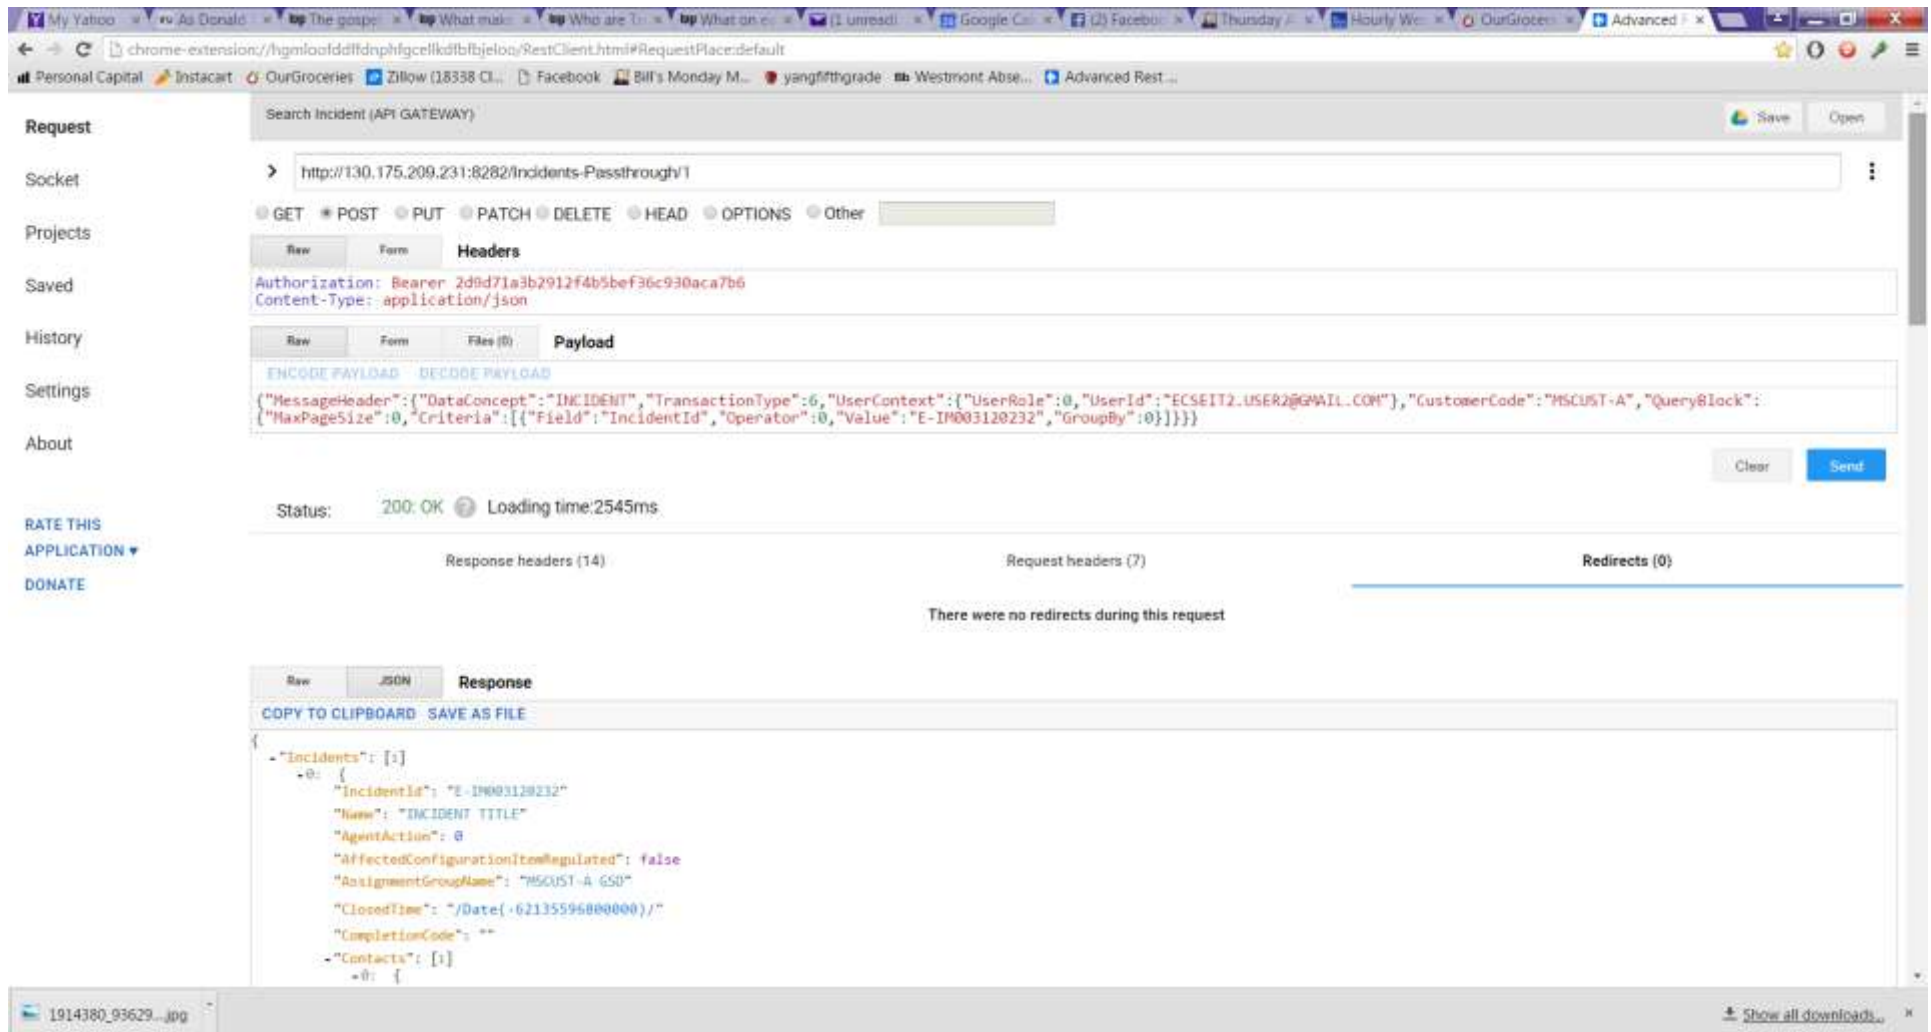 My Yahoo As Donald The gospe What make Who are T What on e (1 unread) Google Ca (2) Faceboo Thursday Hourly We OurGrocer Advanced
chrome-extension://hgmloofddffdnphfgcellkdfbfbjeloo/RestClient.html#RequestPlace:default
Personal Capital Instacart OurGroceries Zillow (18338 Cl... Facebook Bill's Monday M... yangfifthgrade Westmont Abse... Advanced Rest ...
Request
Socket
Projects
Saved
History
Settings
About
RATE THIS
APPLICATION
DONATE
Search Incident (API GATEWAY) Save Open
http://130.175.209.231:8282/Incidents-Passthrough/1
GET POST PUT PATCH DELETE HEAD OPTIONS Other
Raw Form Headers
Authorization: Bearer 2d9d71a3b2912f4b5bef36c930aca7b6
Content-Type: application/json
Raw Form Files (0) Payload
ENCODE PAYLOAD DECODE PAYLOAD
{"MessageHeader":{"DataConcept":"INCIDENT","TransactionType":6,"UserContext":{"UserRole":0,"UserId":"ECSEIT2.USER2@GMAIL.COM"},"CustomerCode":"MSCUST-A","QueryBlock":
{"MaxPageSize":0,"Criteria":[{"Field":"IncidentId","Operator":0,"Value":"E-IM003120232","GroupBy":0}]}}}
Clear Send
Status: 200: OK Loading time:2545ms
Response headers (14) Request headers (7) Redirects (0)
There were no redirects during this request
Raw JSON Response
COPY TO CLIPBOARD SAVE AS FILE
{
-"Incidents": [1]
-0: {
"IncidentId": "E-IM003120232"
"Name": "INCIDENT TITLE"
"AgentAction": 0
"AffectedConfigurationItemRegulated": false
"AssignmentGroupName": "MSCUST-A GSD"
"ClosedTime": "/Date(-62135596800000)/"
"CompletionCode": ""
-"Contacts": [1]
-0: {
1914380_93629...jpg Show all downloads...